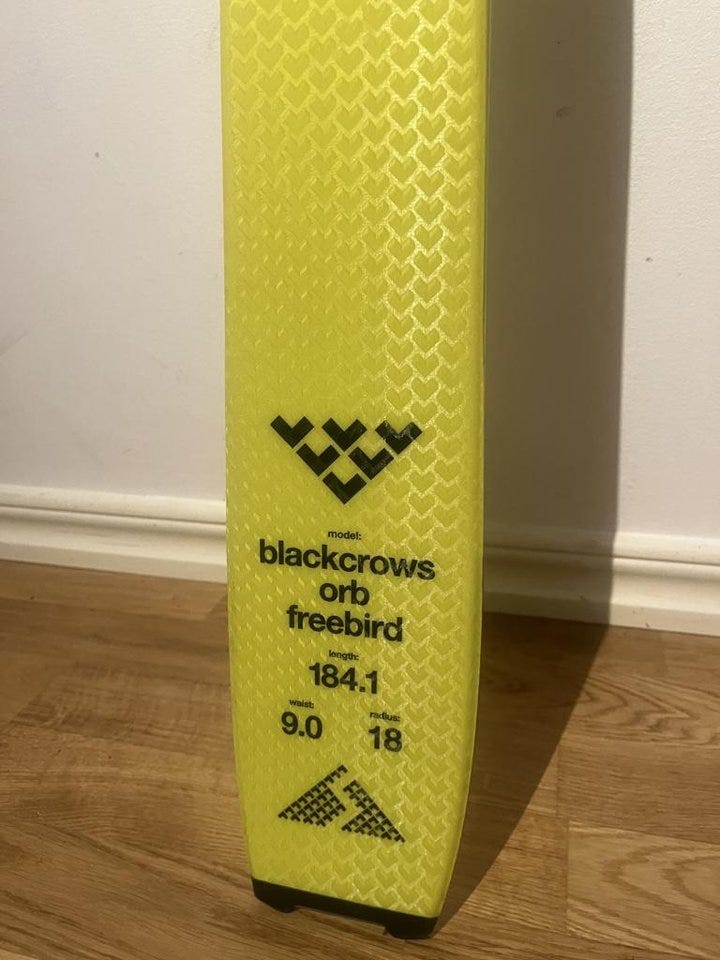 model:
blackcrows
orb
freebird
length:
184.1
waist: radius:
9.0 18